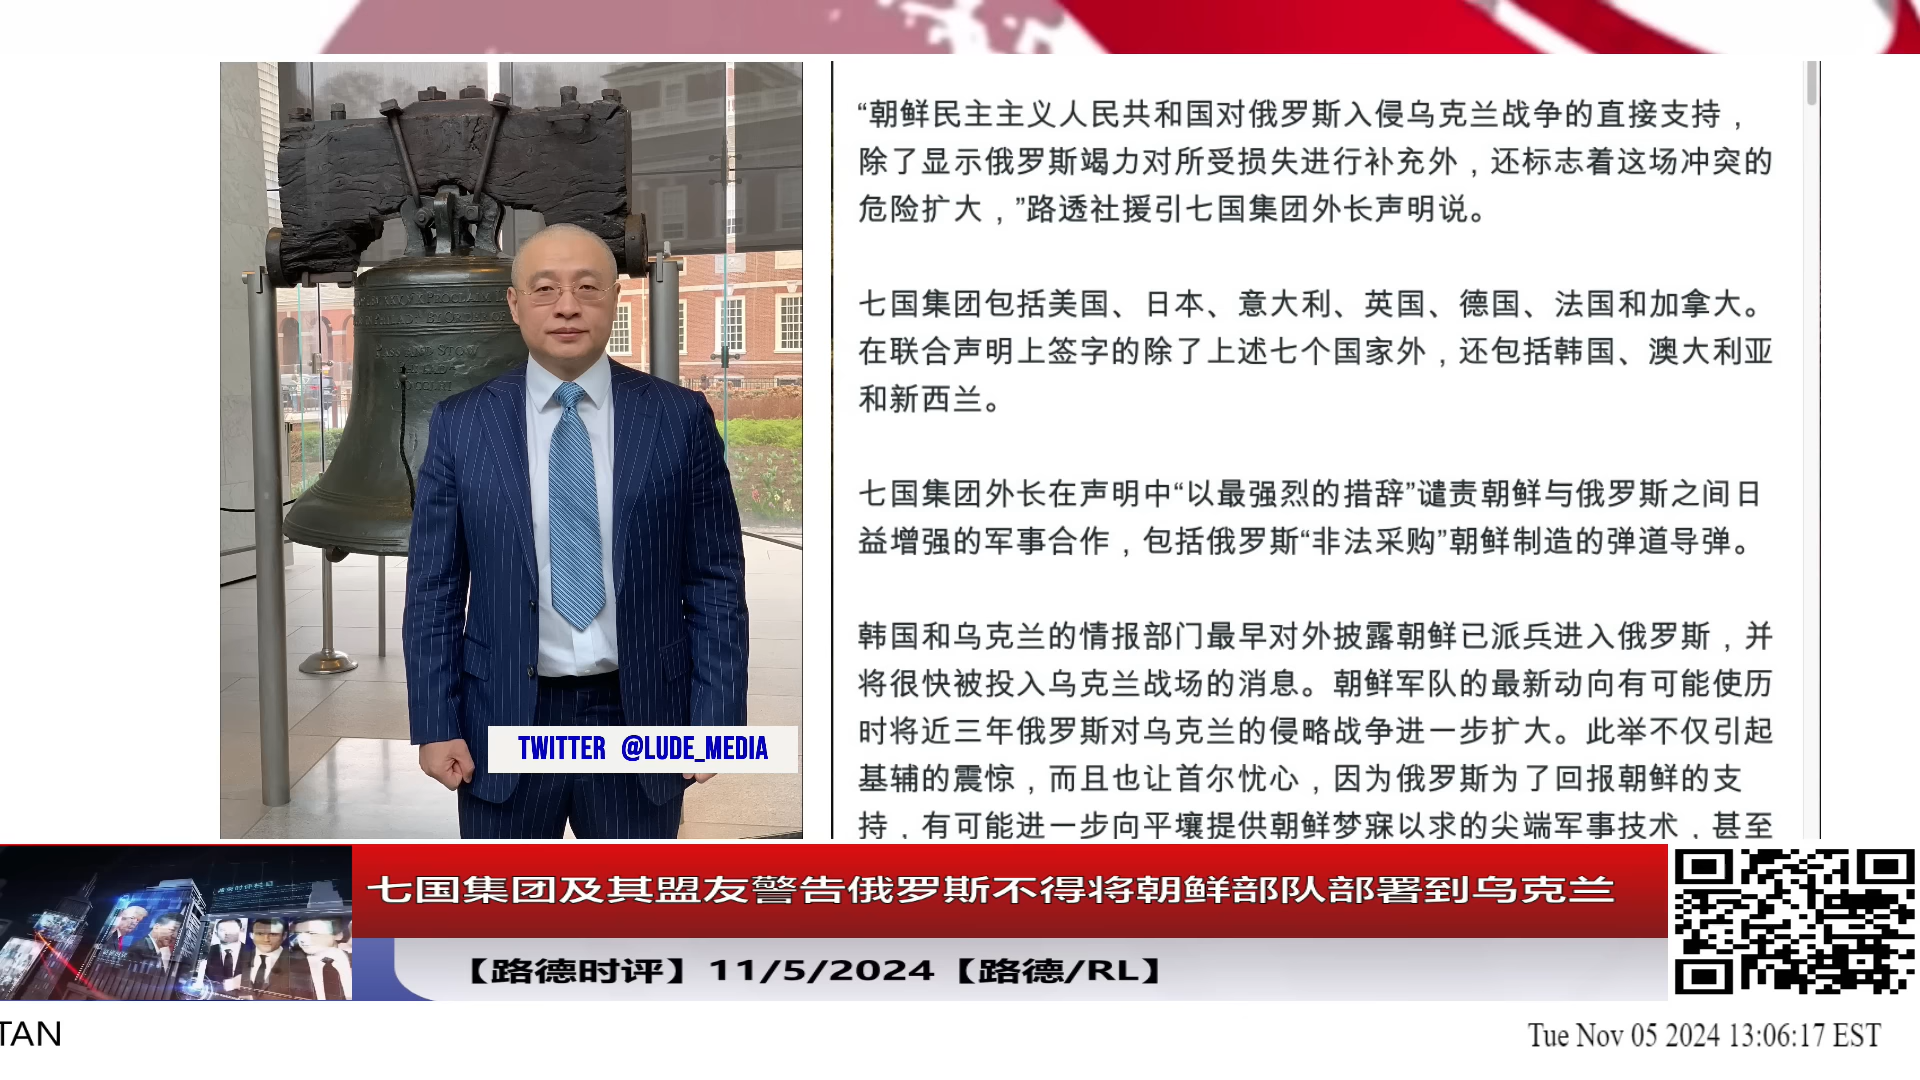 “朝鲜民主主义人民共和国对俄罗斯入侵乌克兰战争的直接支持，
除了显示俄罗斯竭力对所受损失进行补充外，还标志着这场冲突的
危险扩大，”路透社援引七国集团外长声明说。
七国集团包括美国、日本、意大利、英国、德国、法国和加拿大。
在联合声明上签字的除了上述七个国家外，还包括韩国、澳大利亚
和新西兰。
七国集团外长在声明中“以最强烈的措辞”谴责朝鲜与俄罗斯之间日
益增强的军事合作，包括俄罗斯“非法采购”朝鲜制造的弹道导弹。
韩国和乌克兰的情报部门最早对外披露朝鲜已派兵进入俄罗斯，并
将很快被投入乌克兰战场的消息。朝鲜军队的最新动向有可能使历
时将近三年俄罗斯对乌克兰的侵略战争进一步扩大。此举不仅引起
基辅的震惊，而且也让首尔忧心，因为俄罗斯为了回报朝鲜的支
持，有可能进一步向平壤提供朝鲜梦寐以求的尖端军事技术，甚至
TWITTER @LUDE_MEDIA
七国集团及其盟友警告俄罗斯不得将朝鲜部队部署到乌克兰
【路德时评】11/5/2024【路德/RL】
TAN
Tue Nov 05 2024 13:06:17 EST